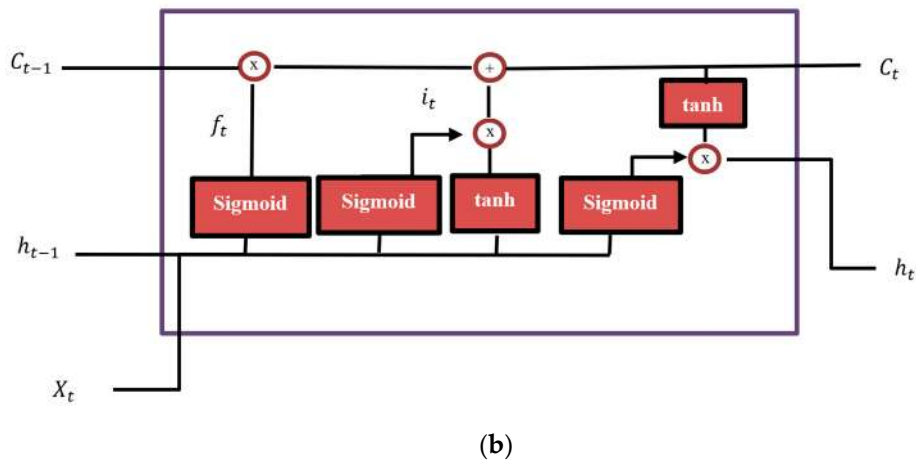 C_{t-1} x + C_t
i_t tanh
f_t x x
Sigmoid Sigmoid tanh Sigmoid
h_{t-1} h_t
X_t
(b)